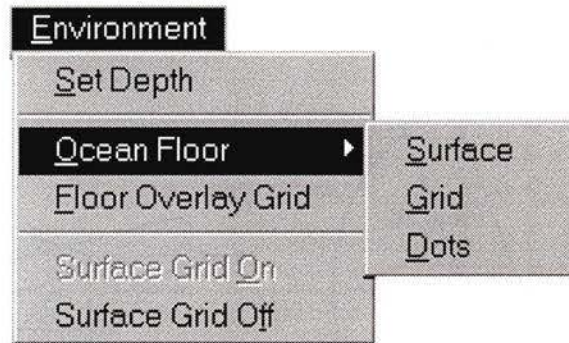 Environment
Set Depth
Ocean Floor
Floor Overlay Grid
Surface Grid On
Surface Grid Off
Surface
Grid
Dots